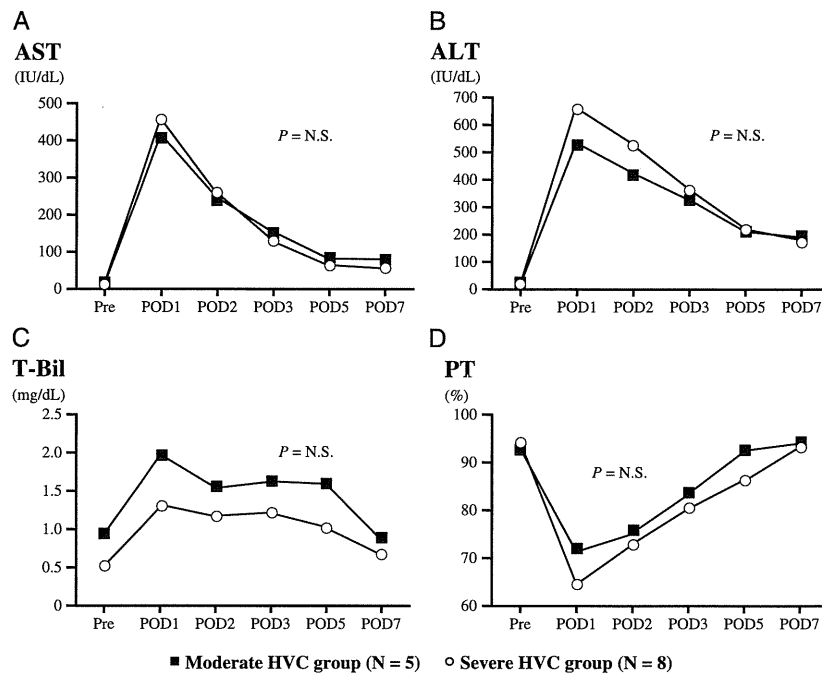 A
AST
(IU/dL)
500
400
300
200
100
0
P = N.S.
Pre POD1 POD2 POD3 POD5 POD7
B
ALT
(IU/dL)
700
600
500
400
300
200
100
0
P = N.S.
Pre POD1 POD2 POD3 POD5 POD7
C
T-Bil
(mg/dL)
2.5
2.0
1.5
1.0
0.5
0
P = N.S.
Pre POD1 POD2 POD3 POD5 POD7
D
PT
(%)
100
90
80
70
60
P = N.S.
Pre POD1 POD2 POD3 POD5 POD7
■ Moderate HVC group (N = 5) ○ Severe HVC group (N = 8)